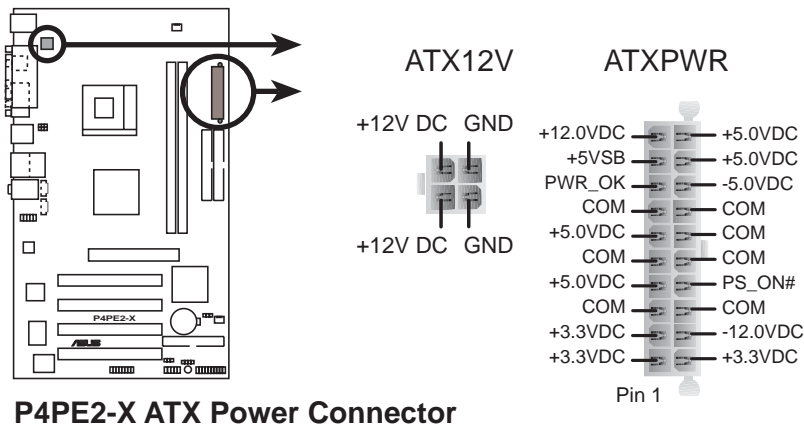 ATX12V
ATXPWR
+12V DC GND
+12V DC GND
+12.0VDC +5.0VDC
+5VSB +5.0VDC
PWR_OK -5.0VDC
COM COM
+5.0VDC COM
COM COM
+5.0VDC PS_ON#
COM COM
+3.3VDC -12.0VDC
+3.3VDC +3.3VDC
Pin 1
P4PE2-X
ASUS
P4PE2-X ATX Power Connector